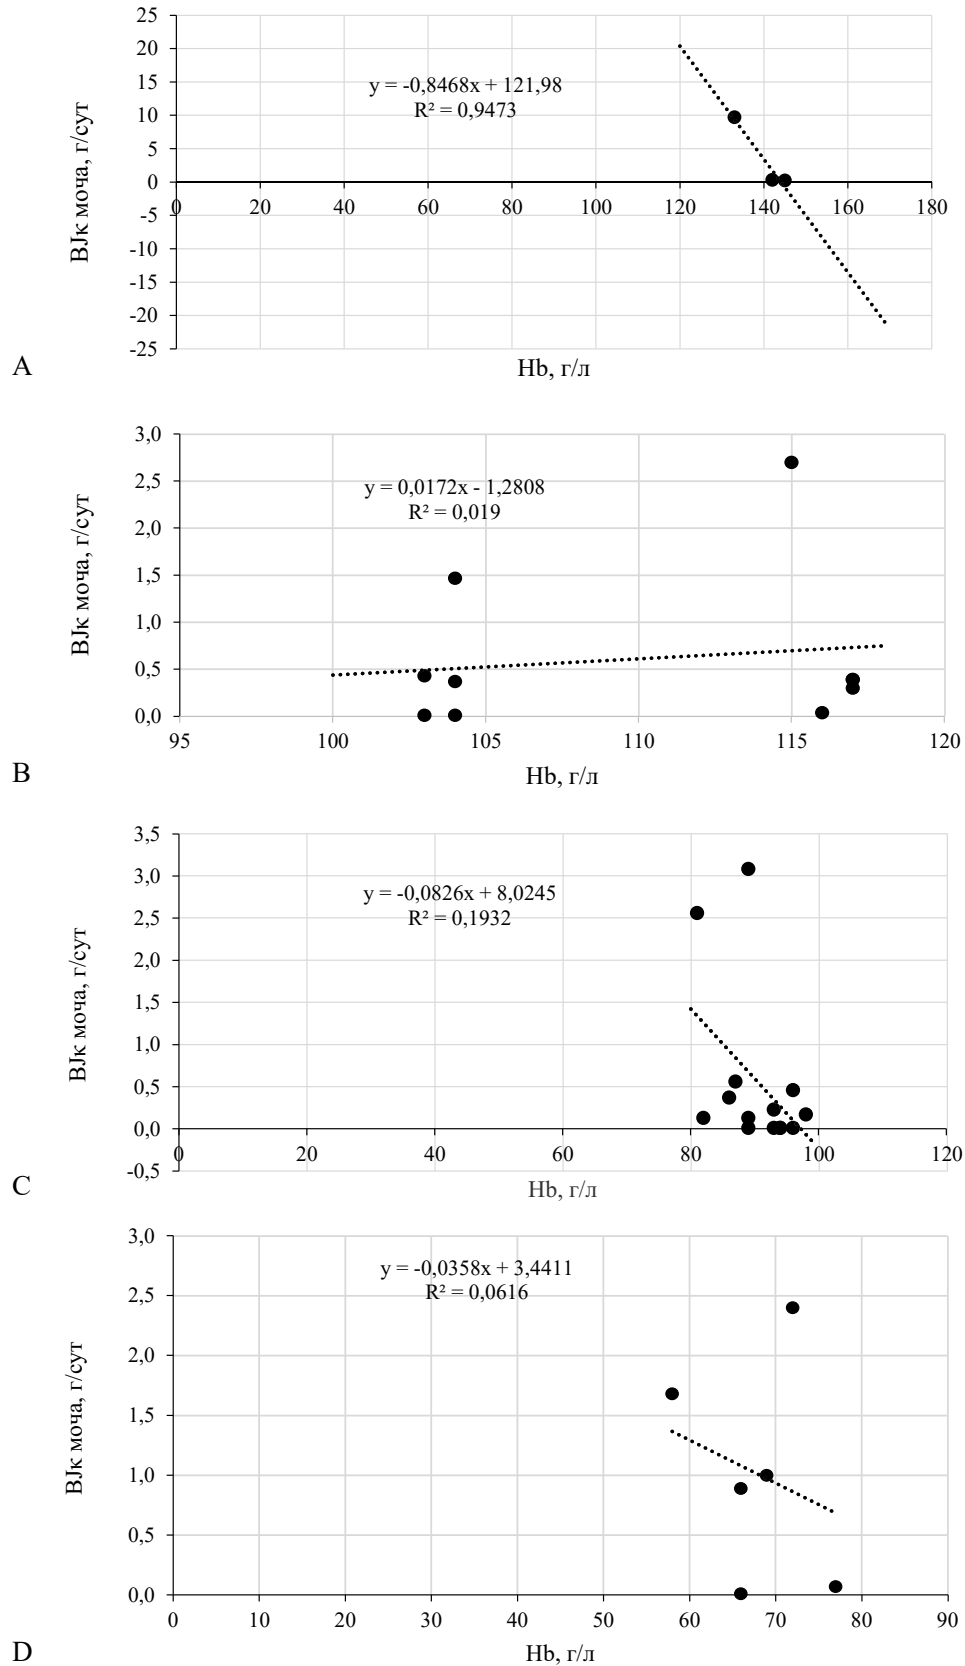 25
20
15
10
5
0
-5
-10
-15
-20
-25
y = -0,8468x + 121,98
R² = 0,9473
0 20 40 60 80 100 120 140 160 180
BJк моча, г/сут
Hb, г/л
A
3,0
2,5
2,0
1,5
1,0
0,5
0,0
y = 0,0172x - 1,2808
R² = 0,019
95 100 105 110 115 120
BJк моча, г/сут
Hb, г/л
B
3,5
3,0
2,5
2,0
1,5
1,0
0,5
0,0
-0,5
y = -0,0826x + 8,0245
R² = 0,1932
0 20 40 60 80 100 120
BJк моча, г/сут
Hb, г/л
C
3,0
2,5
2,0
1,5
1,0
0,5
0,0
y = -0,0358x + 3,4411
R² = 0,0616
0 10 20 30 40 50 60 70 80 90
BJк моча, г/сут
Hb, г/л
D